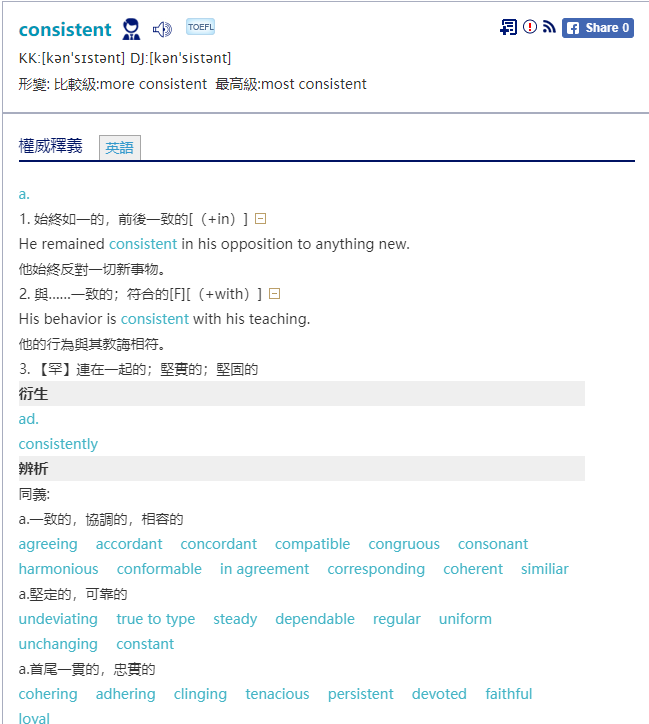 consistent TOEFL Share 0
KK:[kən'sɪstənt] DJ:[kən'sistənt]
形變: 比較級:more consistent 最高級:most consistent
權威釋義 英語
a.
1. 始終如一的，前後一致的[（+in）]
He remained consistent in his opposition to anything new.
他始終反對一切新事物。
2. 與……一致的；符合的[F][（+with）]
His behavior is consistent with his teaching.
他的行為與其教誨相符。
3. 【罕】連在一起的；堅實的；堅固的
衍生
ad.
consistently
辨析
同義:
a.一致的，協調的，相容的
agreeing accordant concordant compatible congruous consonant
harmonious conformable in agreement corresponding coherent similiar
a.堅定的，可靠的
undeviating true to type steady dependable regular uniform
unchanging constant
a.首尾一貫的，忠實的
cohering adhering clinging tenacious persistent devoted faithful
loyal